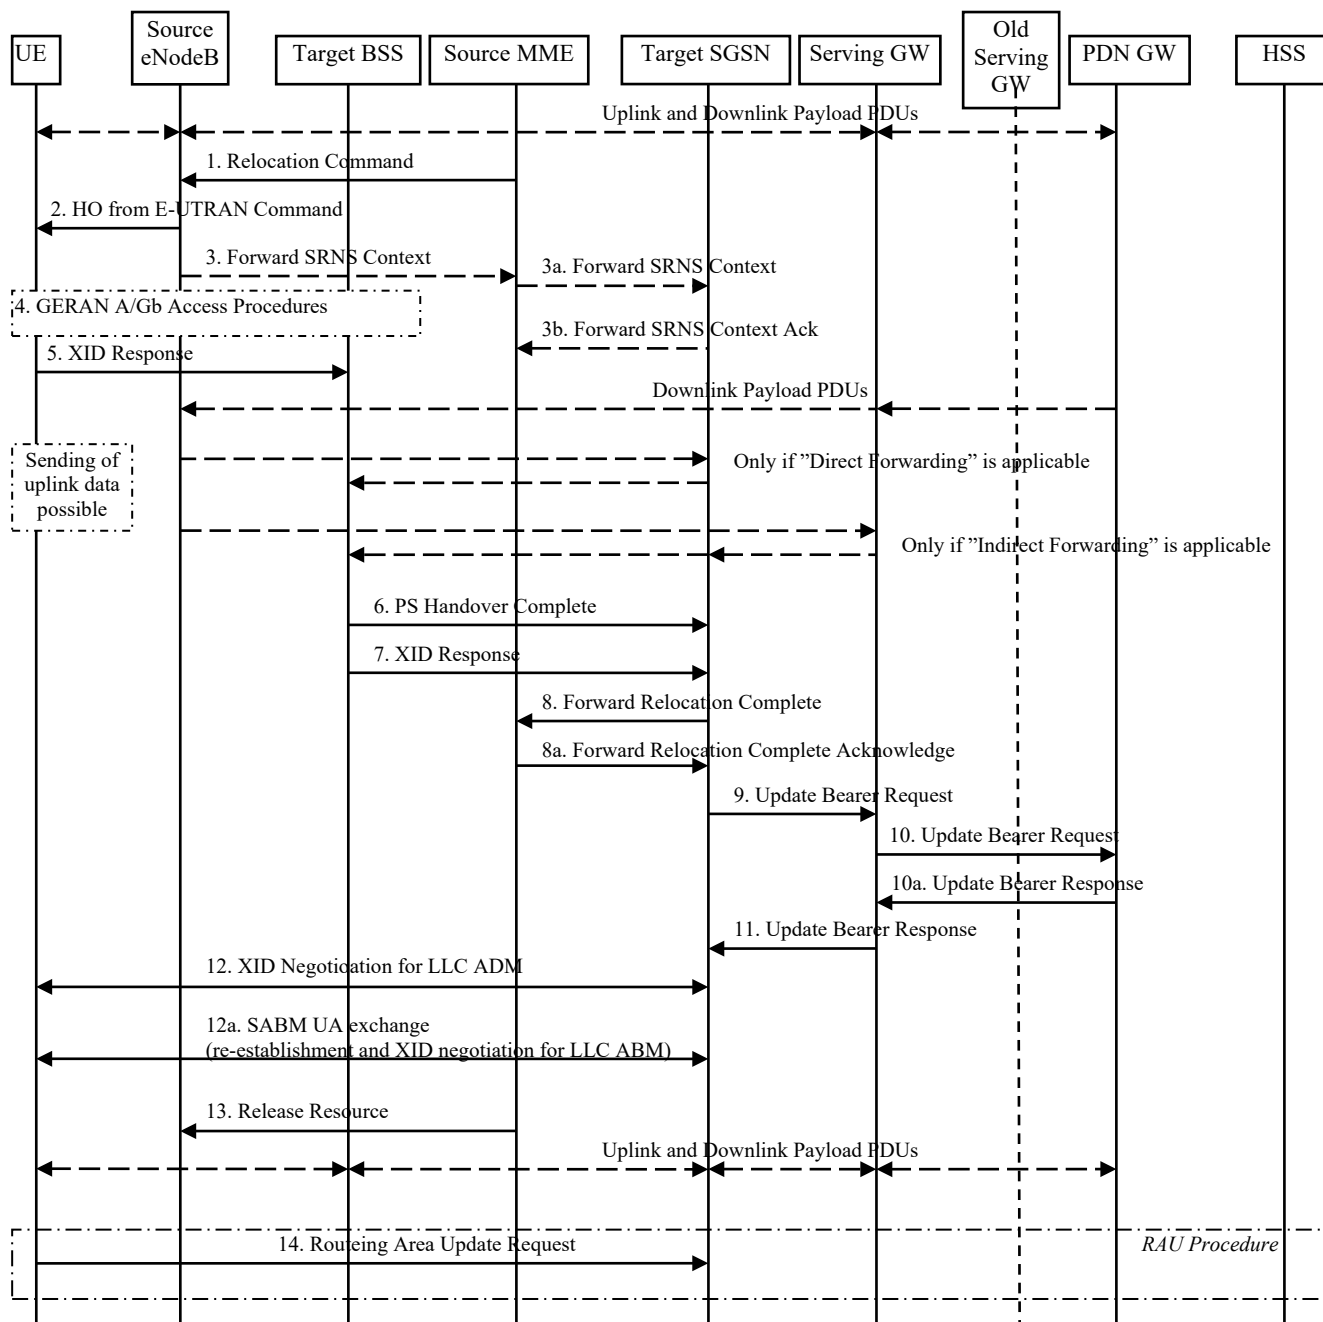 UE
Source
eNodeB
Target BSS
Source MME
Target SGSN
Serving GW
Old
Serving
GW
PDN GW
HSS
Uplink and Downlink Payload PDUs
1. Relocation Command
2. HO from E-UTRAN Command
3. Forward SRNS Context
3a. Forward SRNS Context
4. GERAN A/Gb Access Procedures
3b. Forward SRNS Context Ack
5. XID Response
Downlink Payload PDUs
Sending of
uplink data
possible
Only if ”Direct Forwarding” is applicable
Only if ”Indirect Forwarding” is applicable
6. PS Handover Complete
7. XID Response
8. Forward Relocation Complete
8a. Forward Relocation Complete Acknowledge
9. Update Bearer Request
10. Update Bearer Request
10a. Update Bearer Response
11. Update Bearer Response
12. XID Negotioation for LLC ADM
12a. SABM UA exchange
(re-establishment and XID negotiation for LLC ABM)
13. Release Resource
Uplink and Downlink Payload PDUs
14. Routeing Area Update Request
RAU Procedure